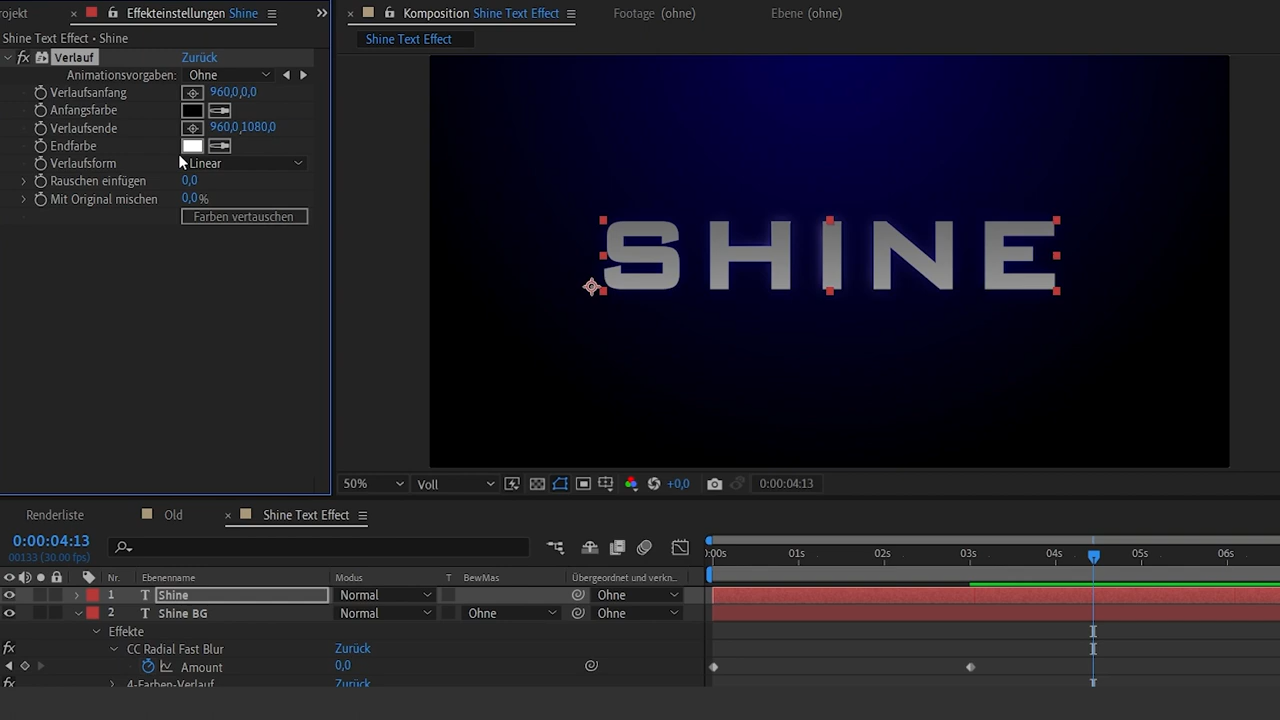 rojekt
Effekteinstellungen Shine
Komposition Shine Text Effect
Footage (ohne)
Ebene (ohne)
Shine Text Effect • Shine
Shine Text Effect
fx Verlauf
Zurück
Animationsvorgaben: Ohne
Verlaufsanfang
960,0,0,0
Anfangsfarbe
Verlaufsende
960,0,1080,0
Endfarbe
Verlaufsform
Linear
Rauschen einfügen
0,0
Mit Original mischen
0,0%
Farben vertauschen
SHINE
50%
Voll
+0,0
0:00:04:13
Renderliste
Old
Shine Text Effect
0:00:04:13
00133 (30.00 fps)
:00s 01s 02s 03s 04s 05s 06s
Nr. Ebenenname Modus T BewMas Übergeordnet und verkn...
1 T Shine Normal Ohne
2 T Shine BG Normal Ohne Ohne
Effekte
fx CC Radial Fast Blur Zurück
Amount 0,0
fx 4-Farben-Verlauf Zurück